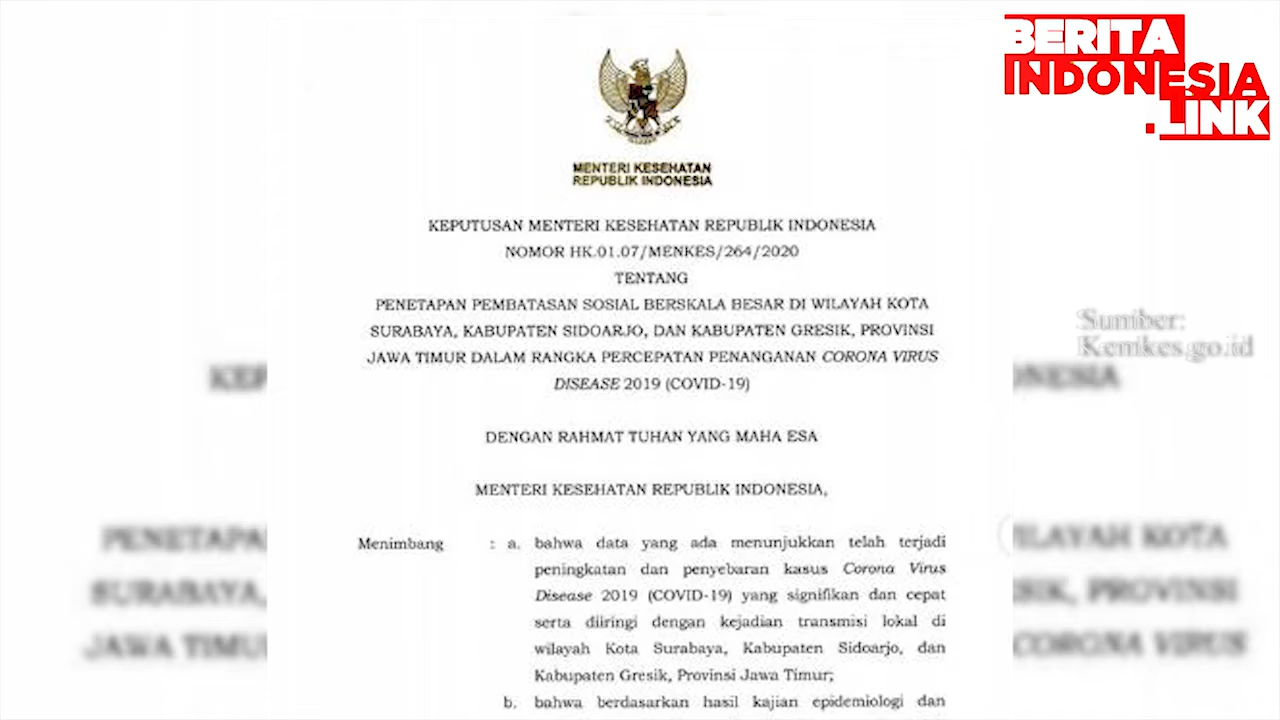 BERITA
INDONESIA
.LINK
MENTERI KESEHATAN
REPUBLIK INDONESIA
KEPUTUSAN MENTERI KESEHATAN REPUBLIK INDONESIA
NOMOR HK.01.07/MENKES/264/2020
TENTANG
PENETAPAN PEMBATASAN SOSIAL BERSKALA BESAR DI WILAYAH KOTA
SURABAYA, KABUPATEN SIDOARJO, DAN KABUPATEN GRESIK, PROVINSI
JAWA TIMUR DALAM RANGKA PERCEPATAN PENANGANAN CORONA VIRUS
DISEASE 2019 (COVID-19)
Sumber:
Kemkes.go.id
DENGAN RAHMAT TUHAN YANG MAHA ESA
MENTERI KESEHATAN REPUBLIK INDONESIA,
Menimbang : a. bahwa data yang ada menunjukkan telah terjadi
peningkatan dan penyebaran kasus Corona Virus
Disease 2019 (COVID-19) yang signifikan dan cepat
serta diiringi dengan kejadian transmisi lokal di
wilayah Kota Surabaya, Kabupaten Sidoarjo, dan
Kabupaten Gresik, Provinsi Jawa Timur;
b. bahwa berdasarkan hasil kajian epidemiologi dan